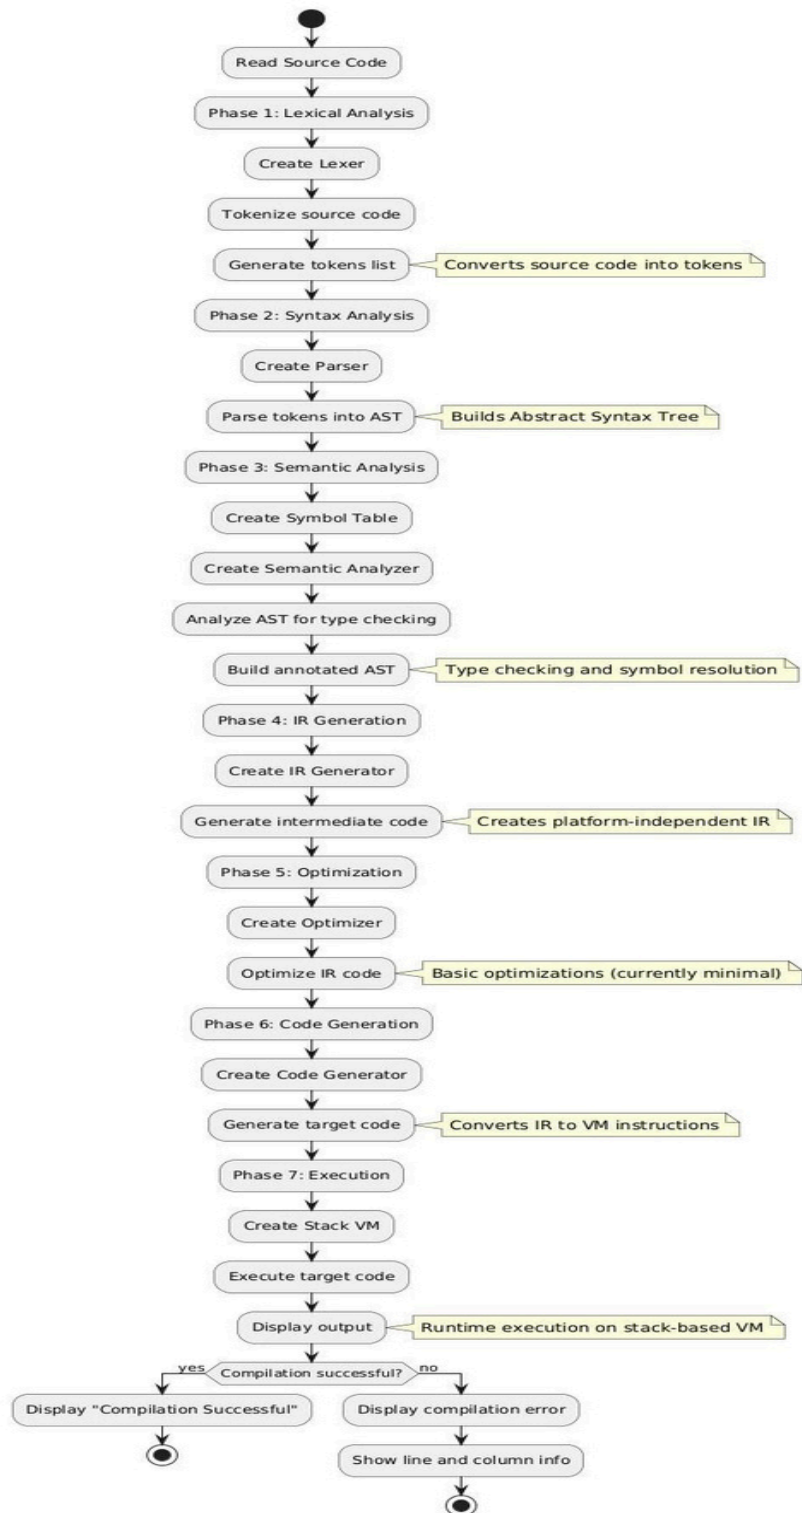 Read Source Code
Phase 1: Lexical Analysis
Create Lexer
Tokenize source code
Generate tokens list
Converts source code into tokens
Phase 2: Syntax Analysis
Create Parser
Parse tokens into AST
Builds Abstract Syntax Tree
Phase 3: Semantic Analysis
Create Symbol Table
Create Semantic Analyzer
Analyze AST for type checking
Build annotated AST
Type checking and symbol resolution
Phase 4: IR Generation
Create IR Generator
Generate intermediate code
Creates platform-independent IR
Phase 5: Optimization
Create Optimizer
Optimize IR code
Basic optimizations (currently minimal)
Phase 6: Code Generation
Create Code Generator
Generate target code
Converts IR to VM instructions
Phase 7: Execution
Create Stack VM
Execute target code
Display output
Runtime execution on stack-based VM
yes
Compilation successful?
no
Display "Compilation Successful"
Display compilation error
Show line and column info